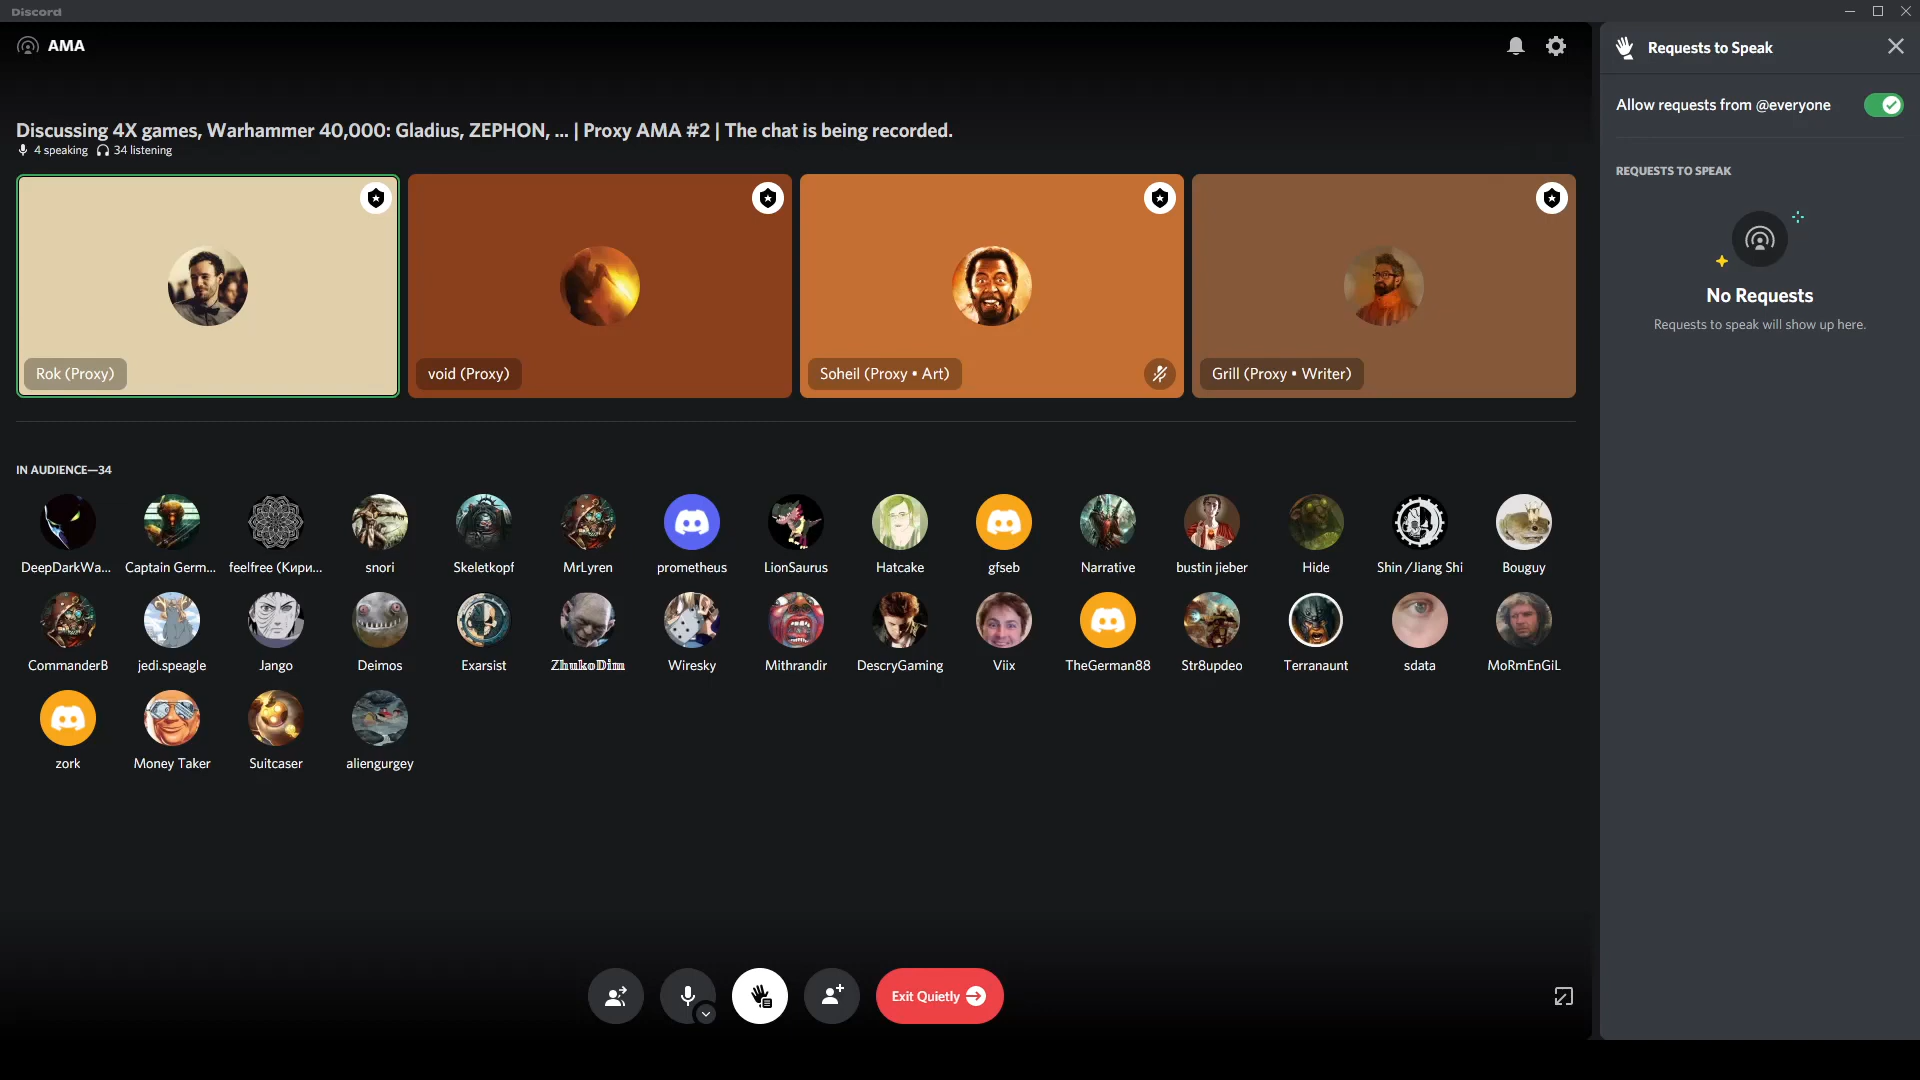 Discord
AMA
Discussing 4X games, Warhammer 40,000: Gladius, ZEPHON, ... | Proxy AMA #2 | The chat is being recorded.
4 speaking 34 listening
Rok (Proxy)
void (Proxy)
Soheil (Proxy • Art)
Grill (Proxy • Writer)
IN AUDIENCE—34
DeepDarkWa... Captain Germ... feelfree (Кири... snori Skeletkopf MrLyren prometheus LionSaurus Hatcake gfseb Narrative bustin jieber Hide Shin /Jiang Shi Bouguy
CommanderB jedi.speagle Jango Deimos Exarsist ℤ𝕙𝕦𝕜𝕠𝔻𝕚𝕞 Wiresky Mithrandir DescryGaming Viix TheGerman88 Str8updeo Terranaunt sdata MoRmEnGiL
zork Money Taker Suitcaser aliengurgey
Exit Quietly
Requests to Speak
Allow requests from @everyone
REQUESTS TO SPEAK
No Requests
Requests to speak will show up here.